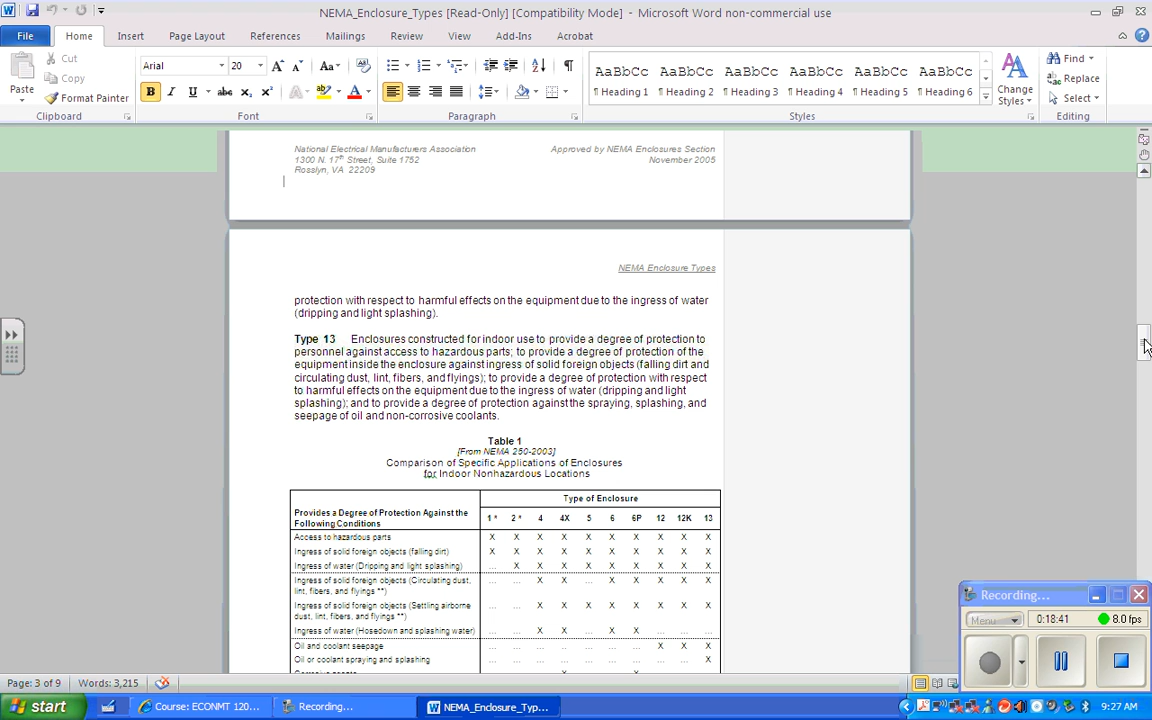 NEMA_Enclosure_Types [Read-Only] [Compatibility Mode] - Microsoft Word non-commercial use
File Home Insert Page Layout References Mailings Review View Add-Ins Acrobat
Paste
Cut
Copy
Format Painter
Clipboard
Arial 20
Font
Paragraph
AaBbCc AaBbCc AaBbCc AaBbCc AaBbCc AaBbCc
¶ Heading 1 ¶ Heading 2 ¶ Heading 3 ¶ Heading 4 ¶ Heading 5 ¶ Heading 6
Styles
Change
Styles
Find
Replace
Select
Editing
National Electrical Manufacturers Association Approved by NEMA Enclosures Section
1300 N. 17th Street, Suite 1752 November 2005
Rosslyn, VA 22209
NEMA Enclosure Types
protection with respect to harmful effects on the equipment due to the ingress of water
(dripping and light splashing).
Type 13 Enclosures constructed for indoor use to provide a degree of protection to
personnel against access to hazardous parts; to provide a degree of protection of the
equipment inside the enclosure against ingress of solid foreign objects (falling dirt and
circulating dust, lint, fibers, and flyings); to provide a degree of protection with respect
to harmful effects on the equipment due to the ingress of water (dripping and light
splashing); and to provide a degree of protection against the spraying, splashing, and
seepage of oil and non-corrosive coolants.
Table 1
[From NEMA 250-2003]
Comparison of Specific Applications of Enclosures
for Indoor Nonhazardous Locations
Provides a Degree of Protection Against the
Following Conditions
Type of Enclosure
1 * 2 * 4 4X 5 6 6P 12 12K 13
Access to hazardous parts X X X X X X X X X X
Ingress of solid foreign objects (falling dirt) X X X X X X X X X X
Ingress of water (Dripping and light splashing) ... X X X X X X X X X
Ingress of solid foreign objects (Circulating dust,
lint, fibers, and flyings **) ... ... X X ... X X X X X
Ingress of solid foreign objects (Settling airborne
dust, lint, fibers, and flyings **) ... ... X X X X X X X X
Ingress of water (Hosedown and splashing water) ... ... X X ... X X ... ... ...
Oil and coolant seepage ... ... ... ... ... ... ... X X X
Oil or coolant spraying and splashing ... ... ... ... ... ... ... ... ... X
Recording...
Menu
0:18:41
8.0 fps
Page: 3 of 9 Words: 3,215
start
Course: ECONMT 120...
Recording...
NEMA_Enclosure_Typ...
9:27 AM